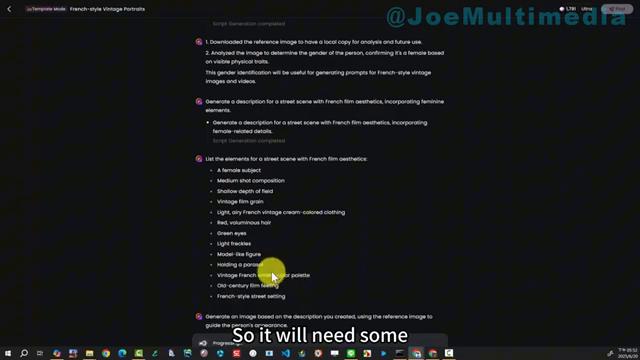 @JoeMultimedia
Template Mode French-style Vintage Portraits
1,781 Ultra
Script Generation completed
1. Downloaded the reference image to have a local copy for analysis and future use.
2. Analyzed the image to determine the gender of the person, confirming it's a female based
on visible physical traits.
This gender identification will be useful for generating prompts for French-style vintage
images and videos.
Generate a description for a street scene with French film aesthetics, incorporating feminine
elements.
Generate a description for a street scene with French film aesthetics, incorporating
female-related details.
Script Generation completed
List the elements for a street scene with French film aesthetics:
A female subject
Medium shot composition
Shallow depth of field
Vintage film grain
Light, airy French vintage cream-colored clothing
Red, voluminous hair
Green eyes
Light freckles
Model-like figure
Holding a parasol
Vintage French color palette
Old-century film feeling
French-style street setting
Generate an image based on the description you created, using the reference image to
guide the person's appearance.
So it will need some